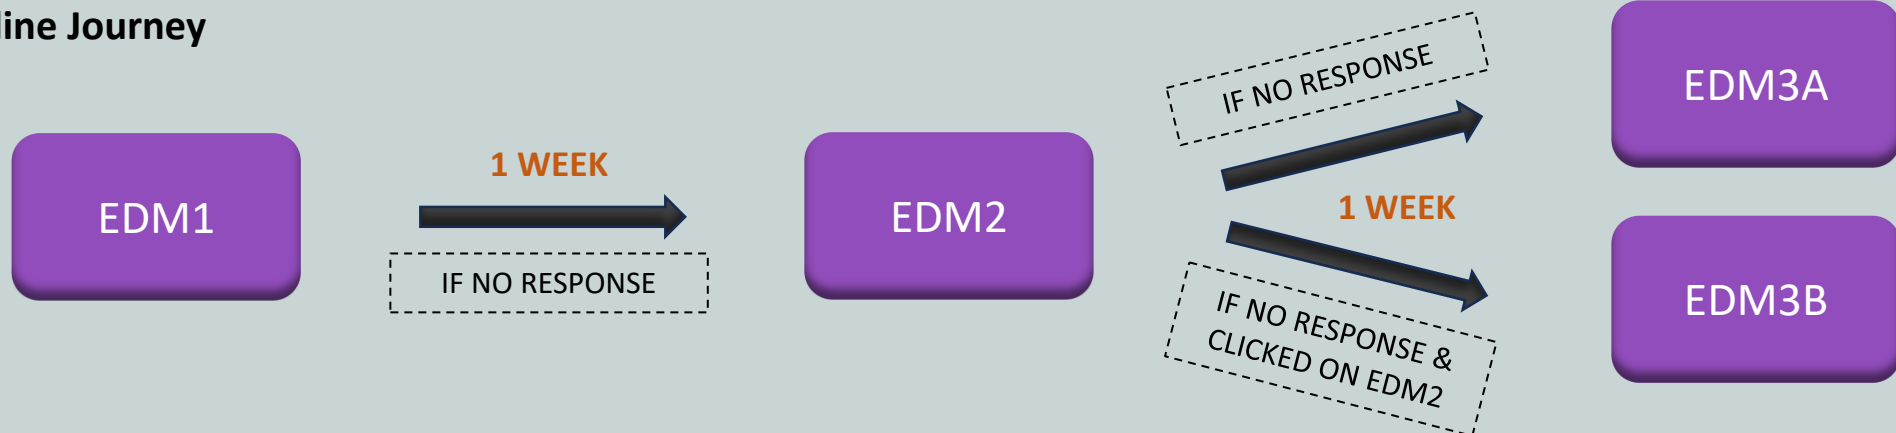 line Journey
EDM1
1 WEEK
IF NO RESPONSE
EDM2
IF NO RESPONSE
1 WEEK
IF NO RESPONSE &
CLICKED ON EDM2
EDM3A
EDM3B